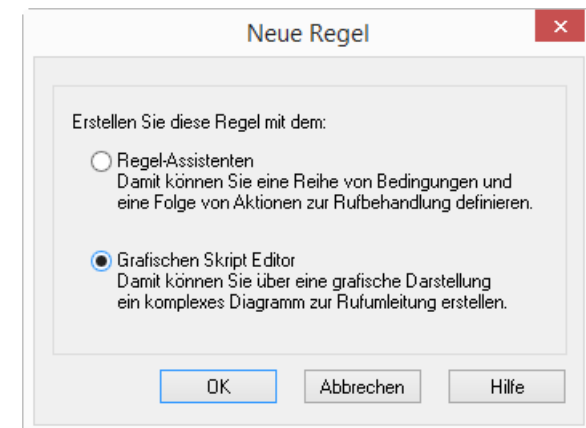 Neue Regel
Erstellen Sie diese Regel mit dem:
Regel-Assistenten
Damit können Sie eine Reihe von Bedingungen und
eine Folge von Aktionen zur Rufbehandlung definieren.
Grafischen Skript Editor
Damit können Sie über eine grafische Darstellung
ein komplexes Diagramm zur Rufumleitung erstellen.
OK Abbrechen Hilfe